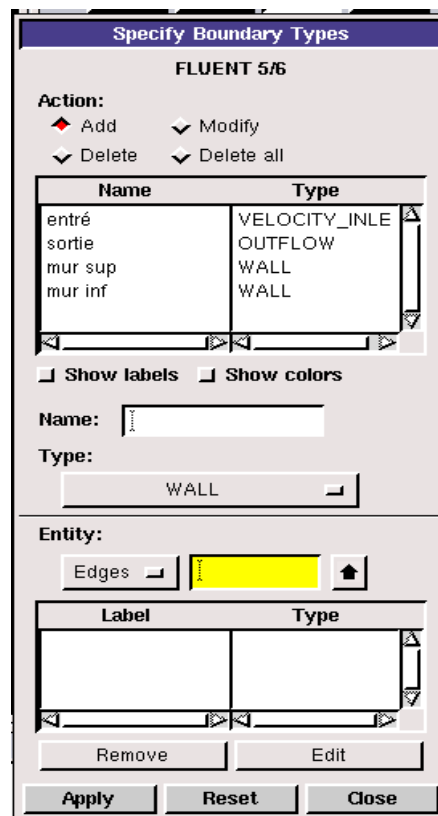 Specify Boundary Types
FLUENT 5/6
Action:
Add Modify
Delete Delete all
Name Type
entré VELOCITY_INLE
sortie OUTFLOW
mur sup WALL
mur inf WALL
Show labels Show colors
Name:
Type:
WALL
Entity:
Edges
Label Type
Remove Edit
Apply Reset Close